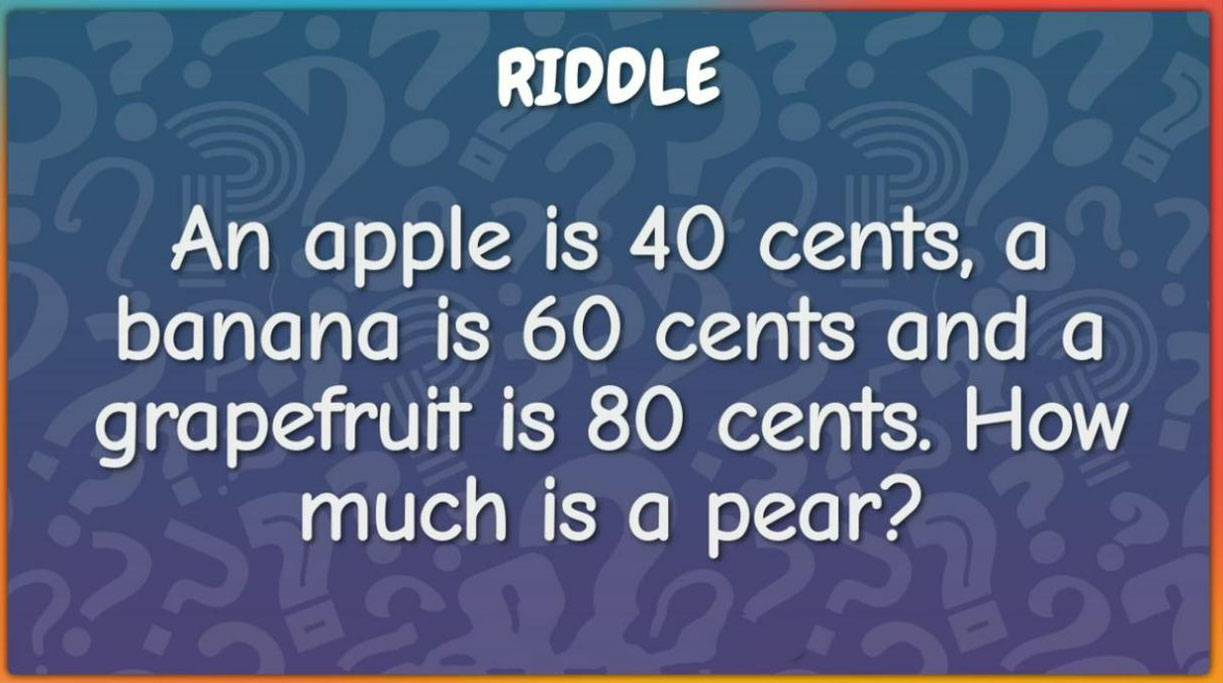 RIDDLE
An apple is 40 cents, a
banana is 60 cents and a
grapefruit is 80 cents. How
much is a pear?